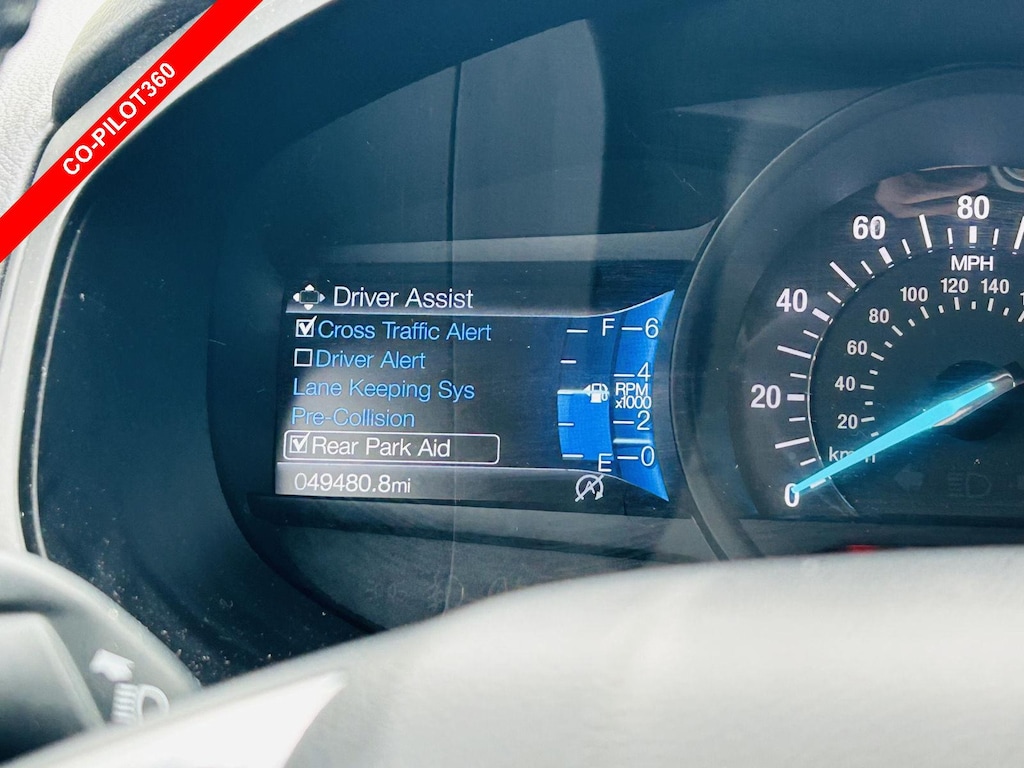 CO-PILOT360
Driver Assist
Cross Traffic Alert
Driver Alert
Lane Keeping Sys
Pre-Collision
Rear Park Aid
049480.8mi
F
E
6
4
RPM
x1000
2
0
A
80
60
40
20
0
MPH
140
120
100
80
60
40
20